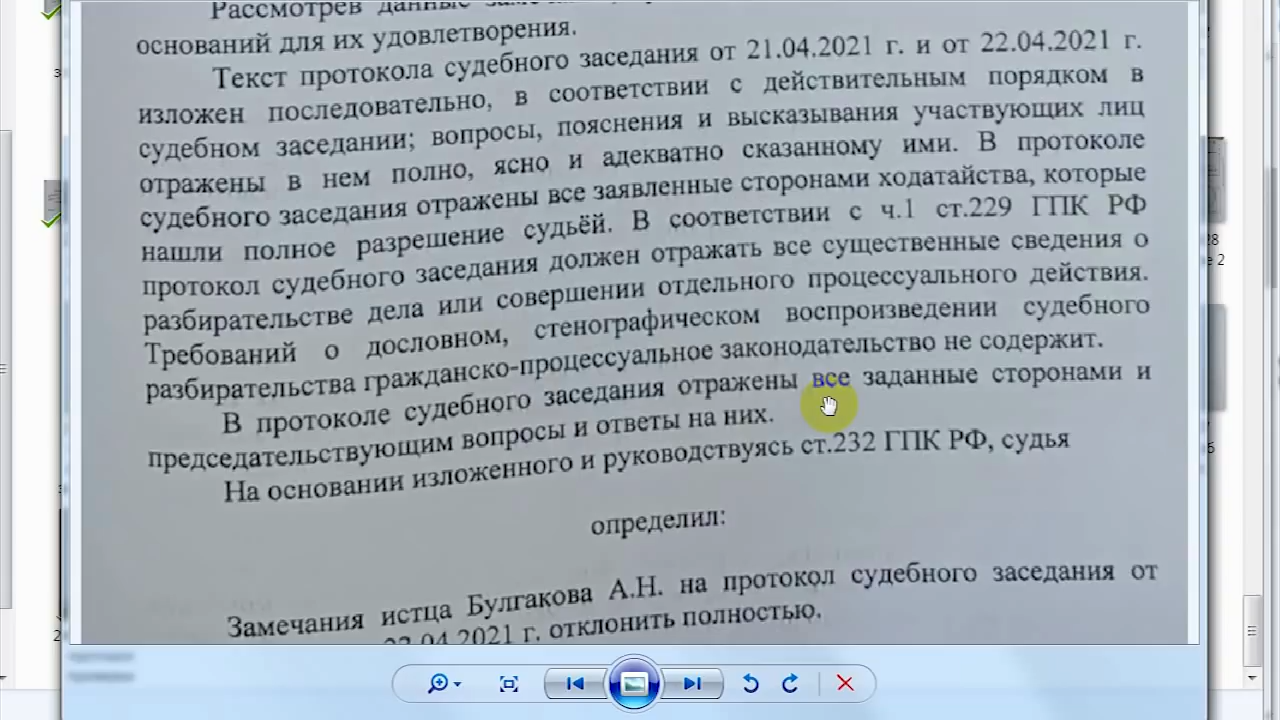 Рассмотрев данные
оснований для их удовлетворения.
Текст протокола судебного заседания от 21.04.2021 г. и от 22.04.2021 г.
изложен последовательно, в соответствии с действительным порядком в
судебном заседании; вопросы, пояснения и высказывания участвующих лиц
отражены в нем полно, ясно и адекватно сказанному ими. В протоколе
судебного заседания отражены все заявленные сторонами ходатайства, которые
нашли полное разрешение судьёй. В соответствии с ч.1 ст.229 ГПК РФ
протокол судебного заседания должен отражать все существенные сведения о
разбирательстве дела или совершении отдельного процессуального действия.
Требований о дословном, стенографическом воспроизведении судебного
разбирательства гражданско-процессуальное законодательство не содержит.
В протоколе судебного заседания отражены все заданные сторонами и
председательствующим вопросы и ответы на них.
На основании изложенного и руководствуясь ст.232 ГПК РФ, судья
определил:
Замечания истца Булгакова А.Н. на протокол судебного заседания от
04.2021 г. отклонить полностью.